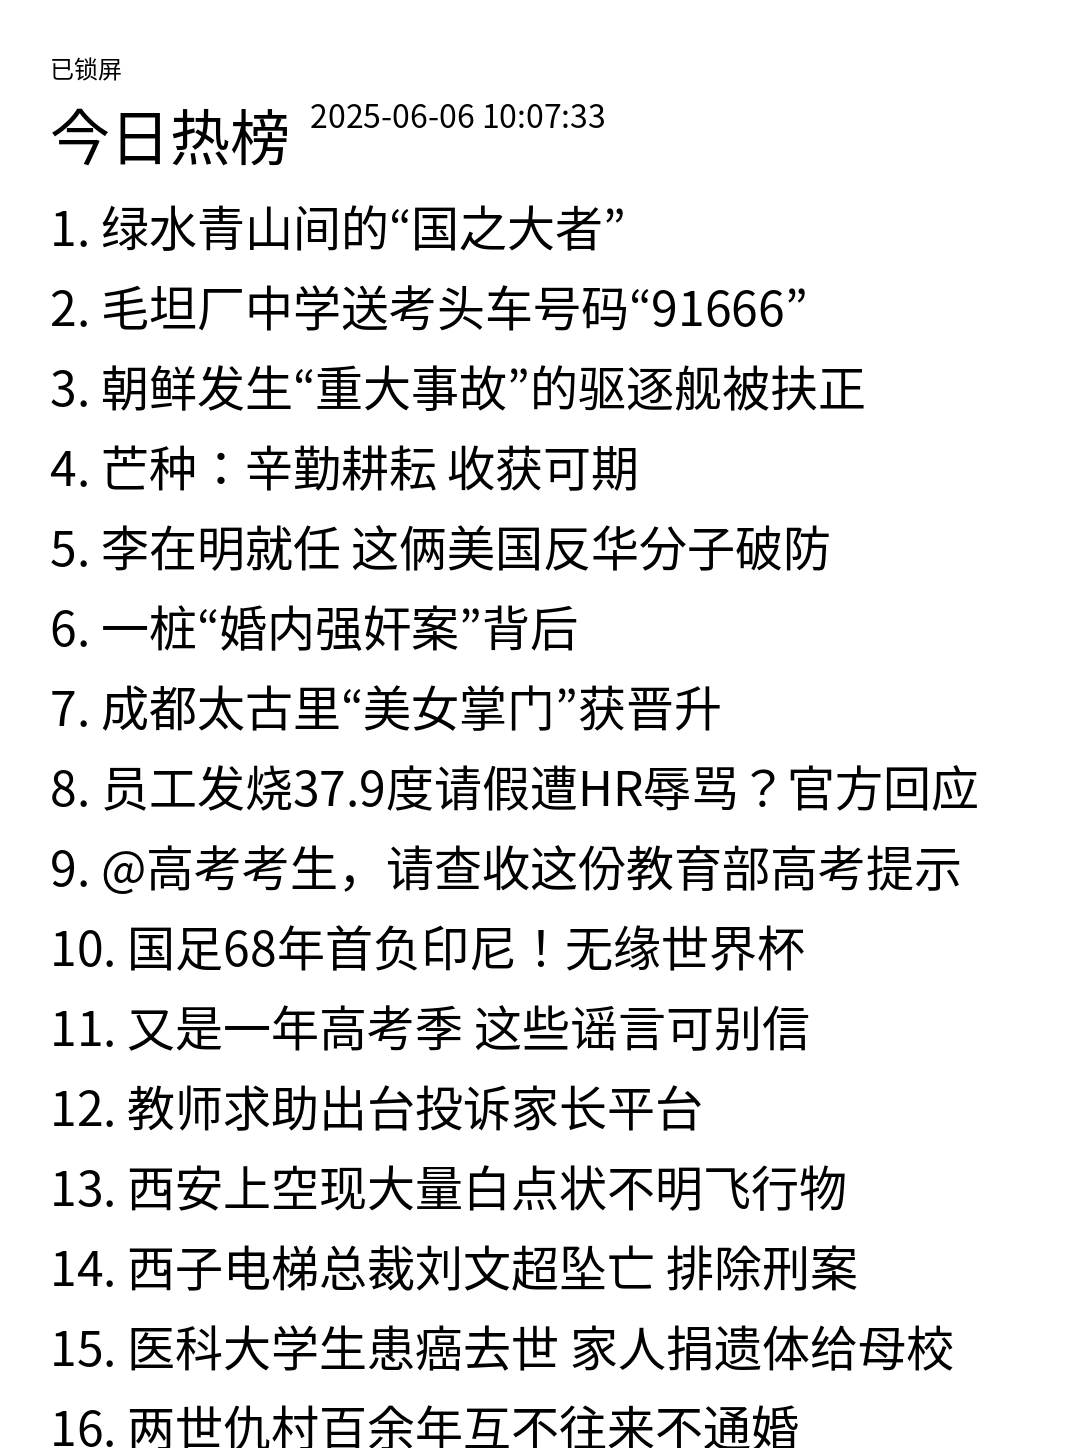 已锁屏
今日热榜 2025-06-06 10:07:33
1. 绿水青山间的“国之大者”
2. 毛坦厂中学送考头车号码“91666”
3. 朝鲜发生“重大事故”的驱逐舰被扶正
4. 芒种：辛勤耕耘 收获可期
5. 李在明就任 这俩美国反华分子破防
6. 一桩“婚内强奸案”背后
7. 成都太古里“美女掌门”获晋升
8. 员工发烧37.9度请假遭HR辱骂？官方回应
9. @高考考生，请查收这份教育部高考提示
10. 国足68年首负印尼！无缘世界杯
11. 又是一年高考季 这些谣言可别信
12. 教师求助出台投诉家长平台
13. 西安上空现大量白点状不明飞行物
14. 西子电梯总裁刘文超坠亡 排除刑案
15. 医科大学生患癌去世 家人捐遗体给母校
16. 两世仇村百余年互不往来不通婚